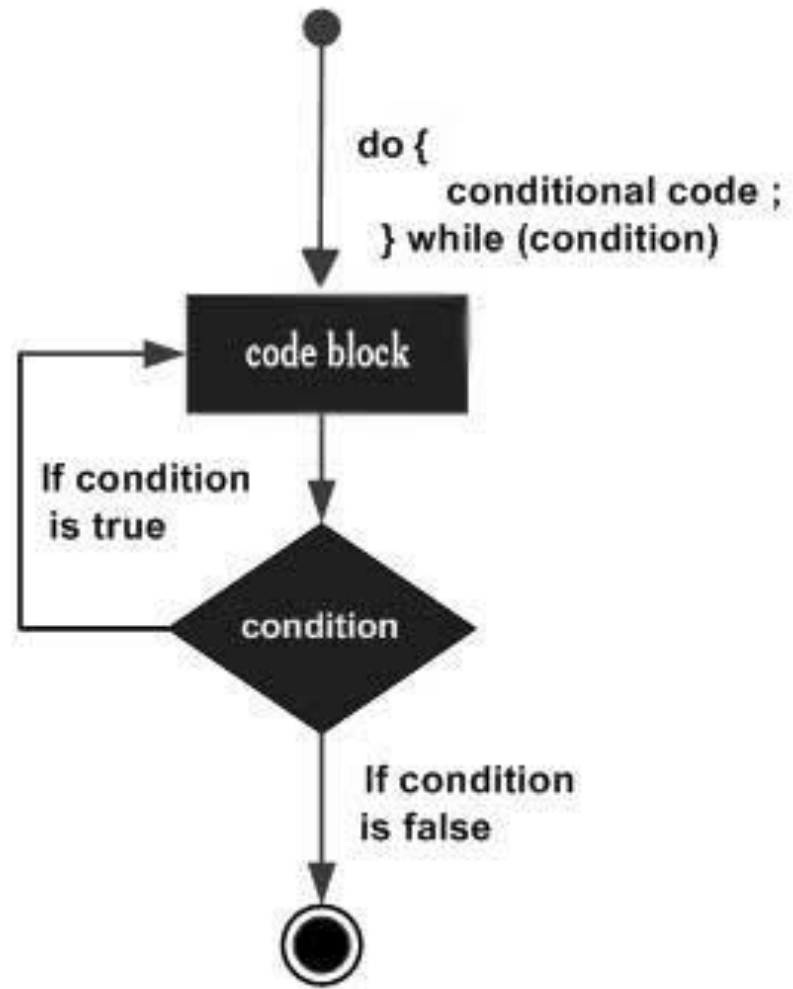 do {
conditional code ;
} while (condition)
code block
If condition
is true
condition
If condition
is false